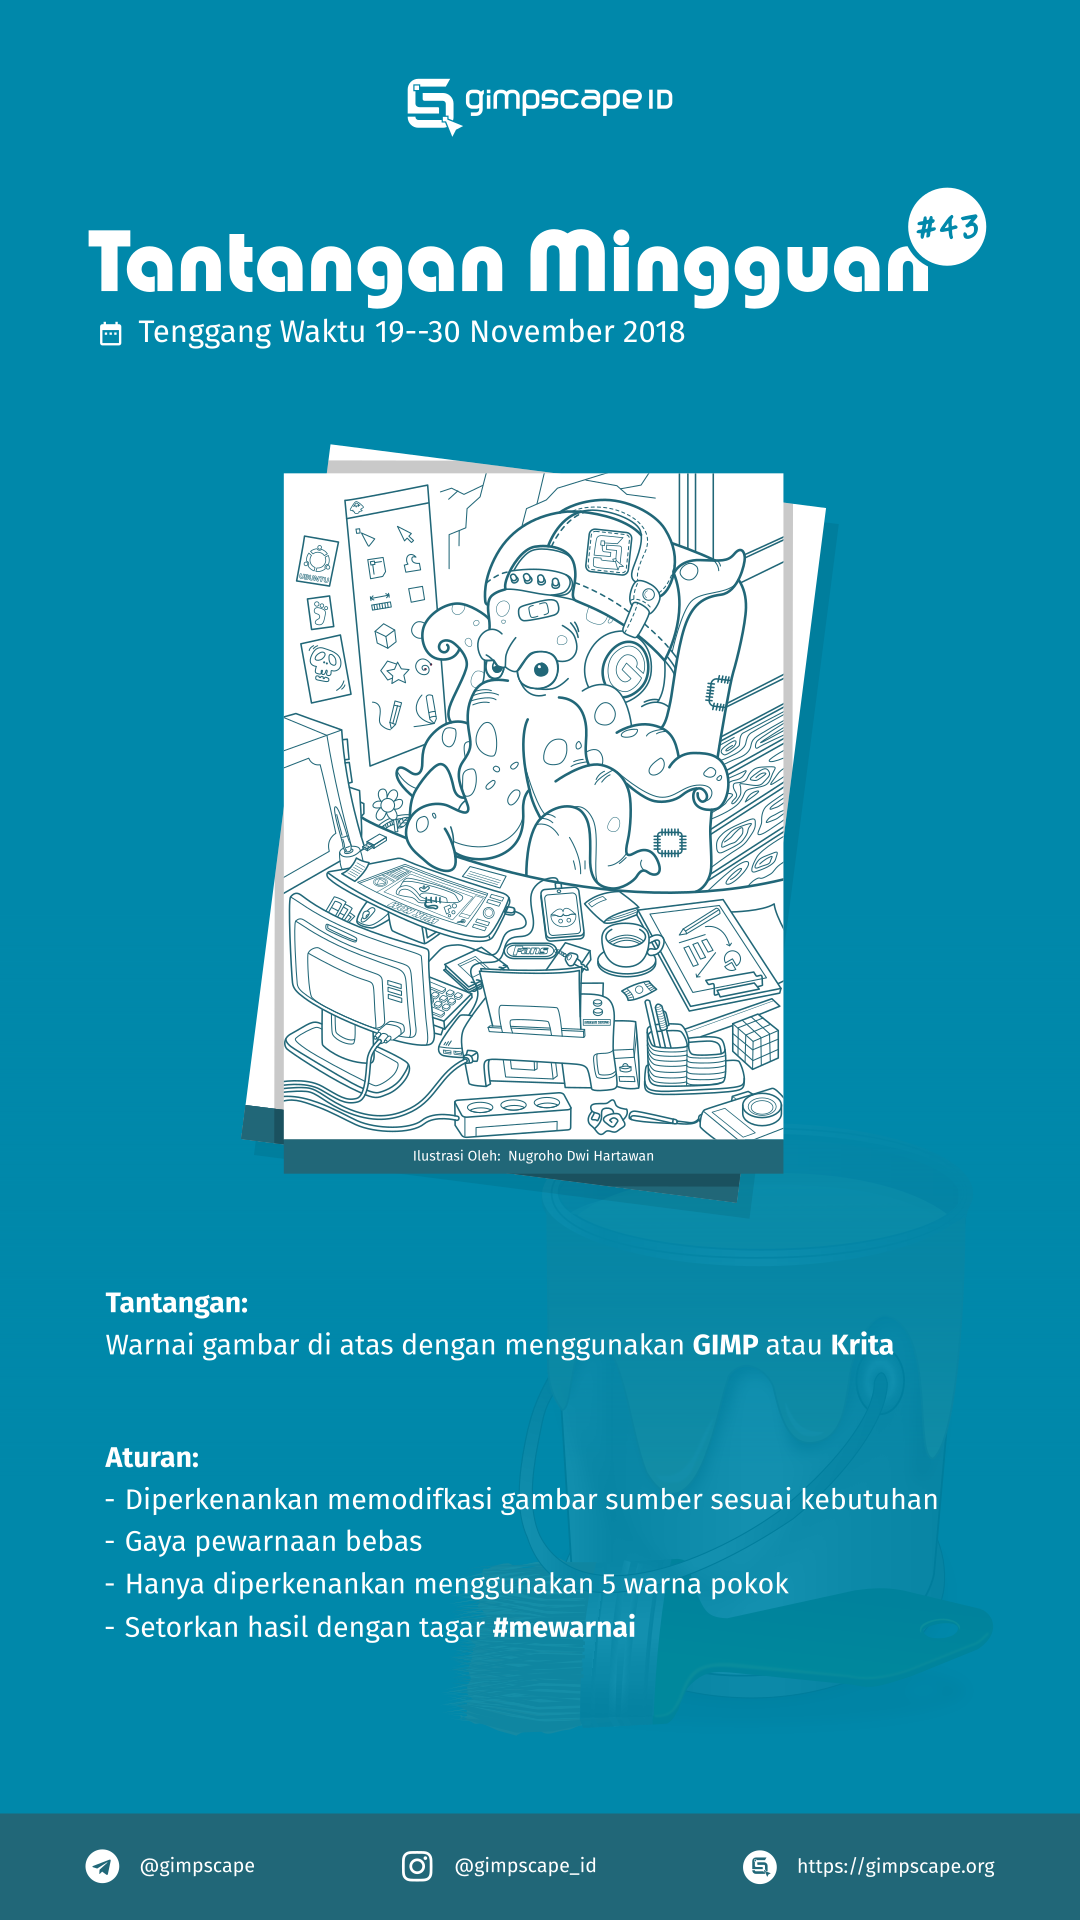 gimpscape ID
#43
Tantangan Mingguan
Tenggang Waktu 19--30 November 2018
UBUNTU
Fans
Ilustrasi Oleh: Nugroho Dwi Hartawan
Tantangan:
Warnai gambar di atas dengan menggunakan GIMP atau Krita
Aturan:
- Diperkenankan memodifkasi gambar sumber sesuai kebutuhan
- Gaya pewarnaan bebas
- Hanya diperkenankan menggunakan 5 warna pokok
- Setorkan hasil dengan tagar #mewarnai
@gimpscape
@gimpscape_id
https://gimpscape.org